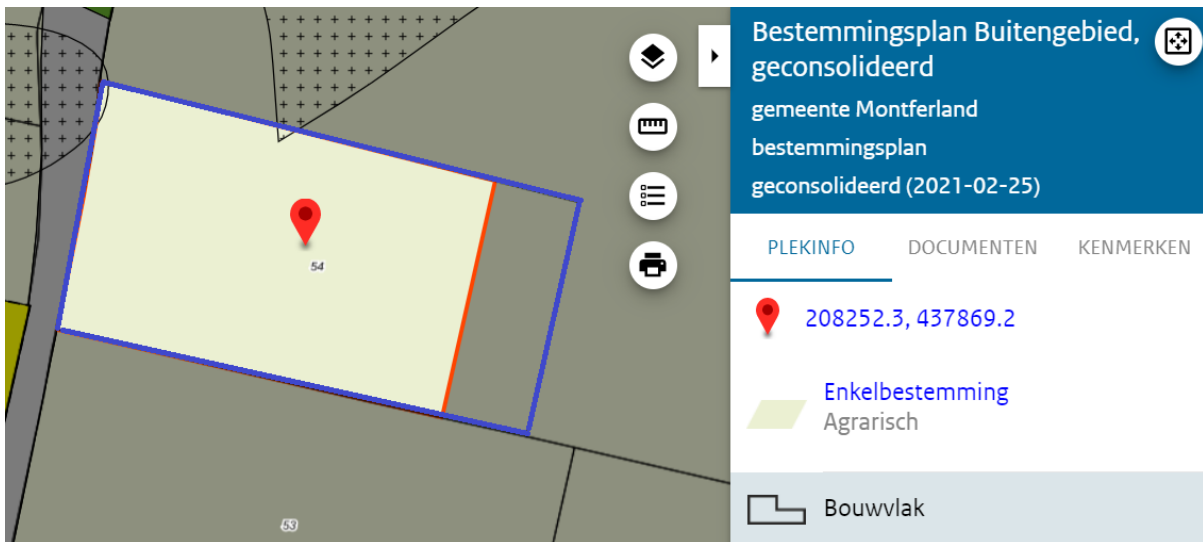 54
53
Bestemmingsplan Buitengebied,
geconsolideerd
gemeente Montferland
bestemmingsplan
geconsolideerd (2021-02-25)
PLEKINFO DOCUMENTEN KENMERKEN
208252.3, 437869.2
Enkelbestemming
Agrarisch
Bouwvlak